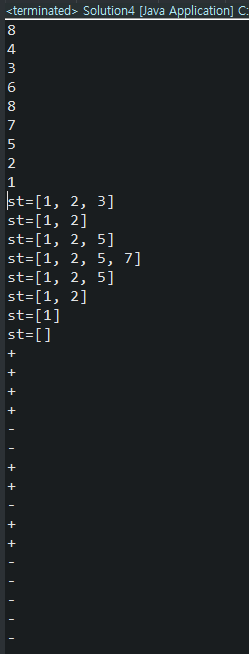 <terminated> Solution4 [Java Application] C:
8
4
3
6
8
7
5
2
1
st=[1, 2, 3]
st=[1, 2]
st=[1, 2, 5]
st=[1, 2, 5, 7]
st=[1, 2, 5]
st=[1, 2]
st=[1]
st=[]
+
+
+
+
-
-
+
+
-
+
+
-
-
-
-
-